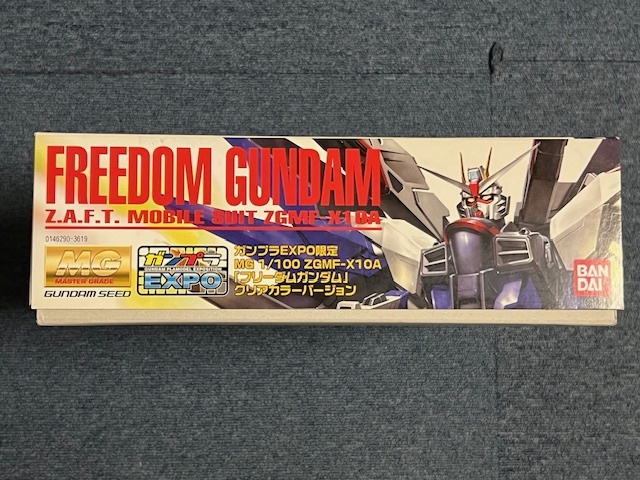 FREEDOM GUNDAM
Z.A.F.T. MOBILE SUIT ZGMF-X10A
0146290-3619
MG
MASTER GRADE
GUNDAM SEED
ガンプラ
GUNDAM PLAMODEL EXPOSITION
EXPO
ガンプラEXPO限定
MG 1/100 ZGMF-X10A
「フリーダムガンダム」
クリアカラーバージョン
BAN
DAI